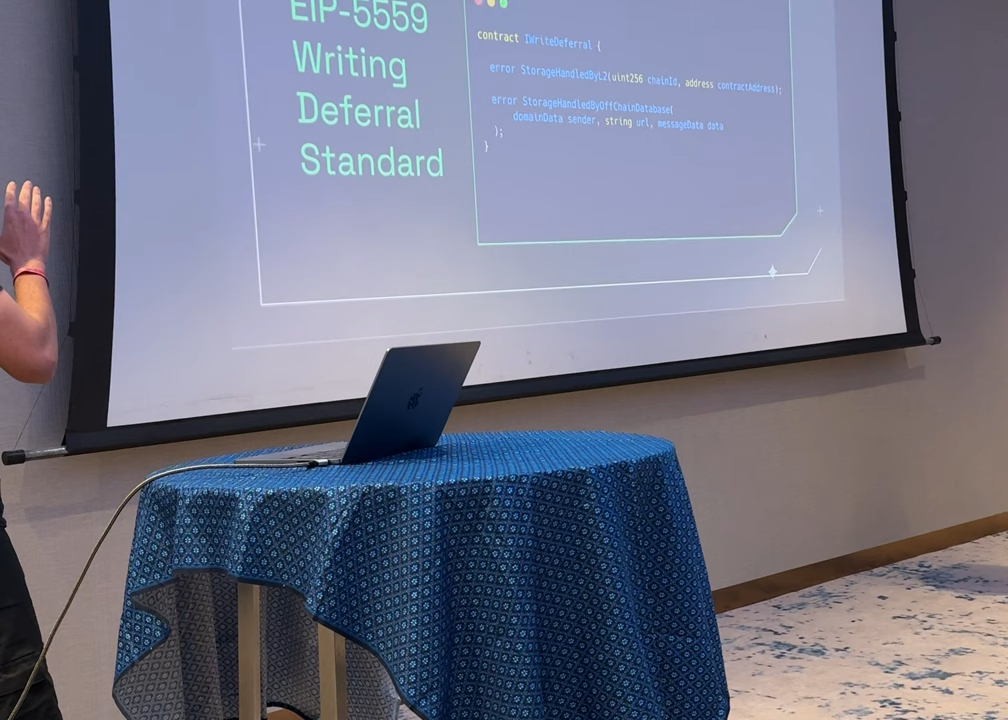 EIP-5559
Writing
Deferral
Standard
contract IWriteDeferral {
error StorageHandledByL2(uint256 chainId, address contractAddress);
error StorageHandledByOffChainDatabase(
domainData sender, string url, messageData data
);
}